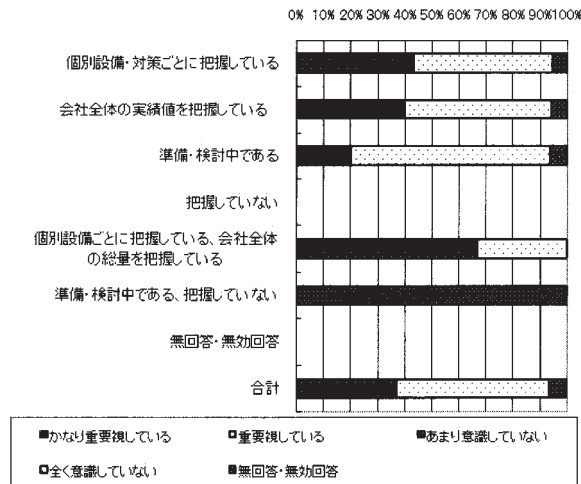 0% 10% 20% 30% 40% 50% 60% 70% 80% 90% 100%
個別設備・対策ごとに把握している
会社全体の実績値を把握している
準備・検討中である
把握していない
個別設備ごとに把握している、会社全体
の総量を把握している
準備・検討中である、把握していない
無回答・無効回答
合計
■かなり重要視している □重要視している ■あまり意識していない
□全く意識していない ■無回答・無効回答